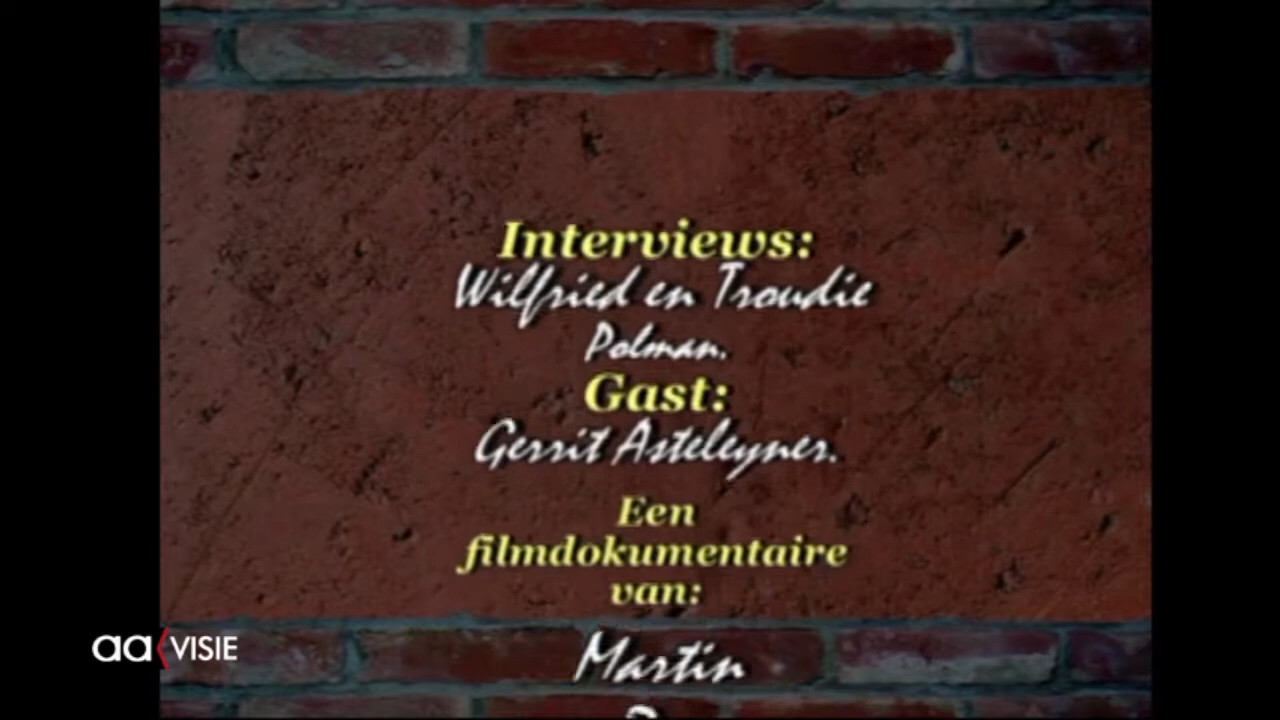 Interviews:
Wilfried en Troudie
Polman.
Gast:
Gerrit Asteleyner.
Een
filmdokumentaire
van:
Martin
aa VISIE